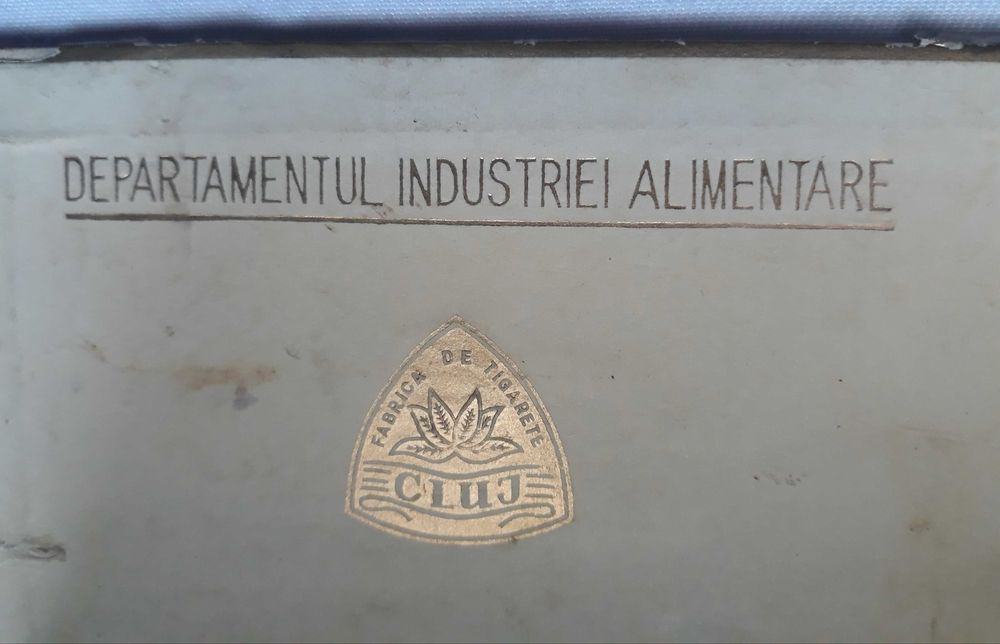 DEPARTAMENTUL INDUSTRIEI ALIMENTARE
FABRICA DE TIGARETE
CLUJ